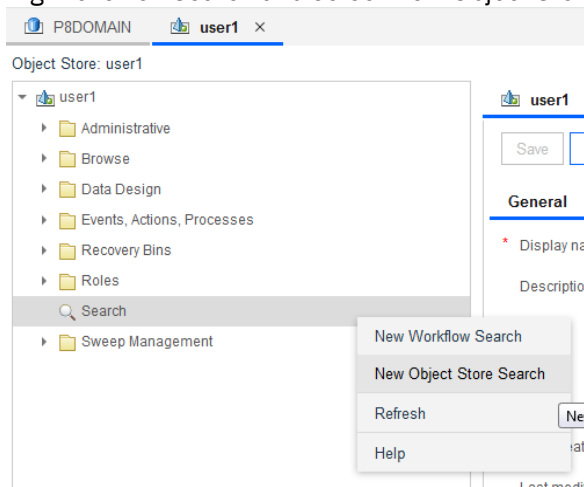 P8DOMAIN user1 ×
Object Store: user1
user1
Administrative
Browse
Data Design
Events, Actions, Processes
Recovery Bins
Roles
Search
Sweep Management
New Workflow Search
New Object Store Search
Refresh
Help
user1
Save
General
* Display na
Descriptio
Ne